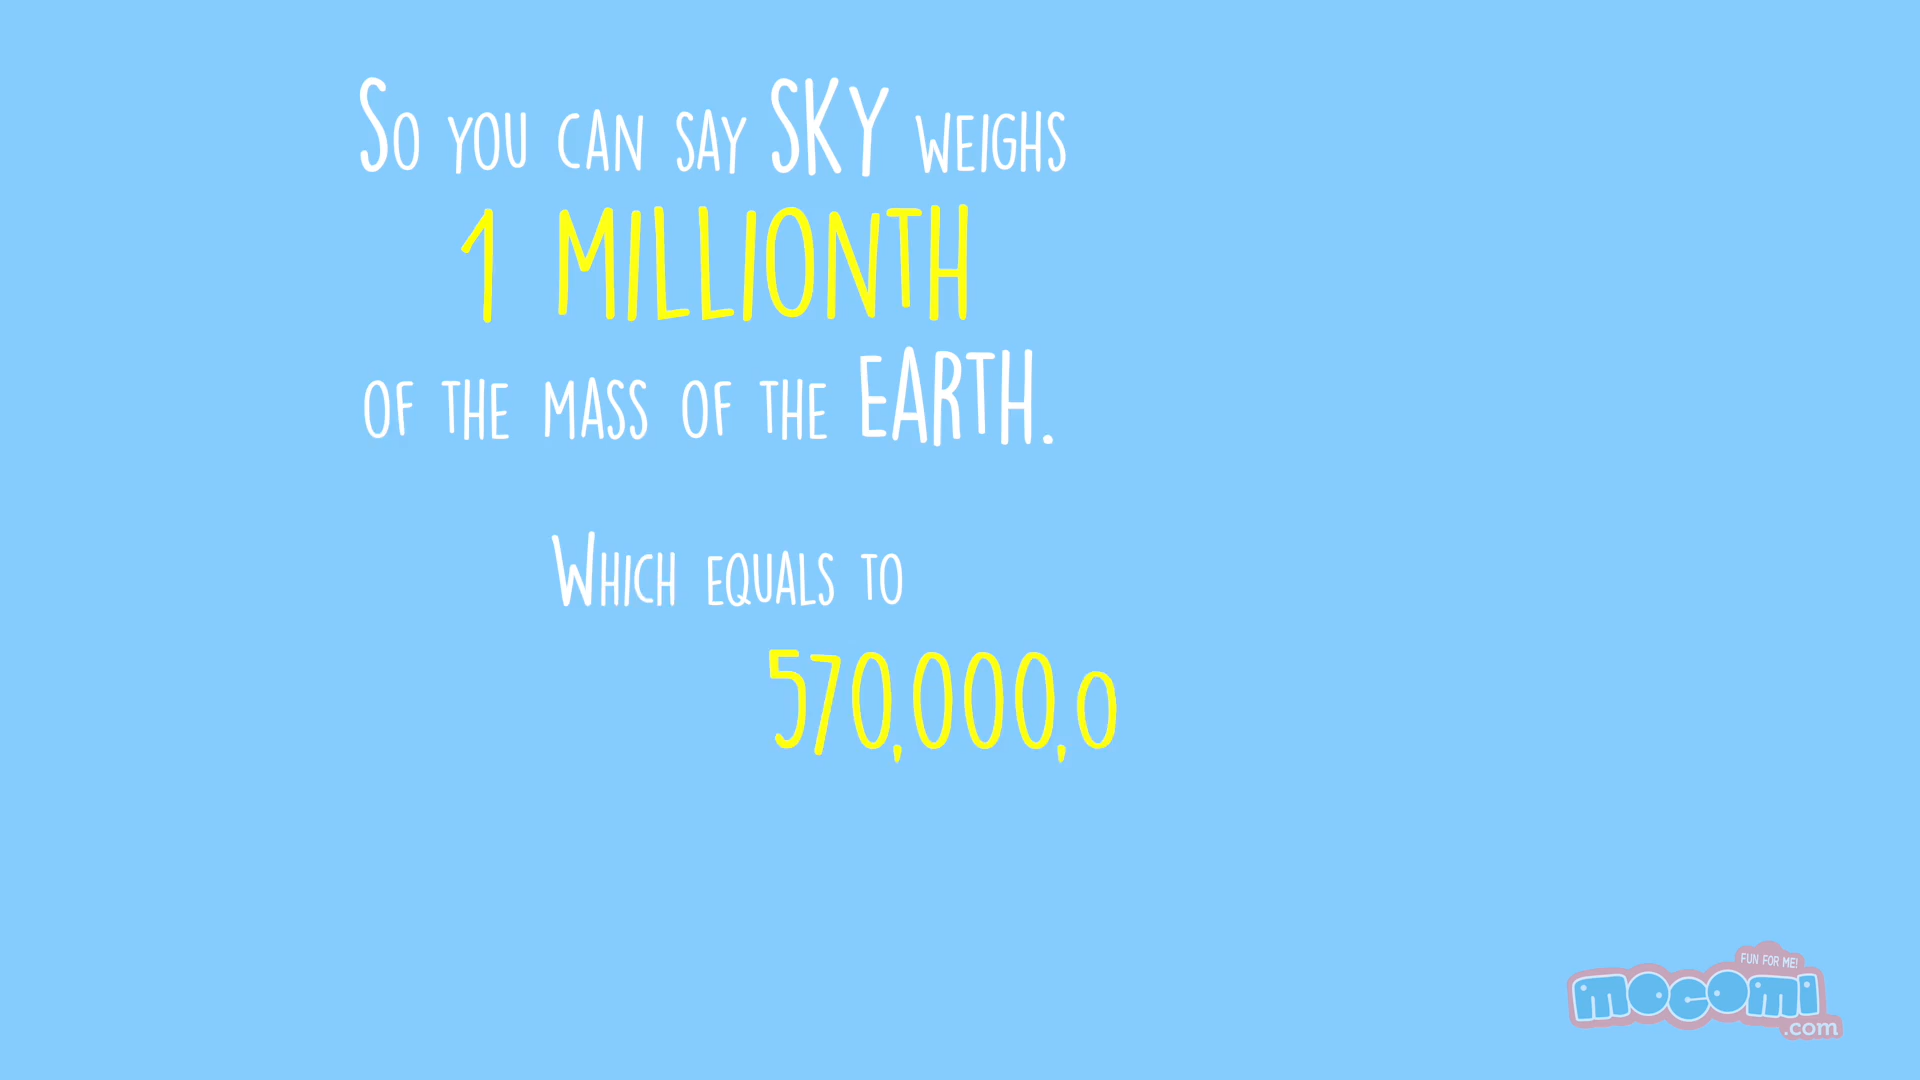 So you can say SKY weighs
1 MILLIONTH
of the mass of the EARTH.
Which equals to
570,000,0
FUN FOR ME!
mocomi
.com